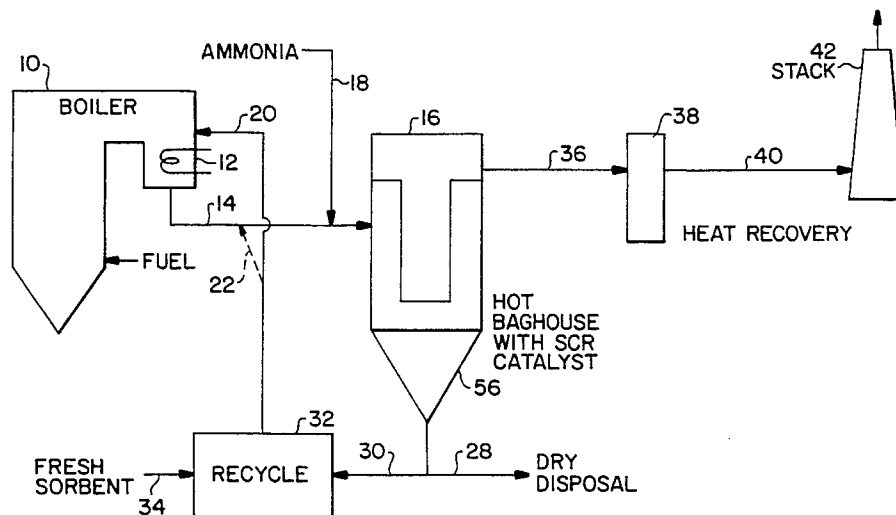 42
STACK
AMMONIA
18
10
BOILER
20
12
16
38
36
40
14
HEAT RECOVERY
FUEL
22
HOT
BAGHOUSE
WITH SCR
CATALYST
56
32
FRESH
SORBENT
34
RECYCLE
30
28
DRY
DISPOSAL